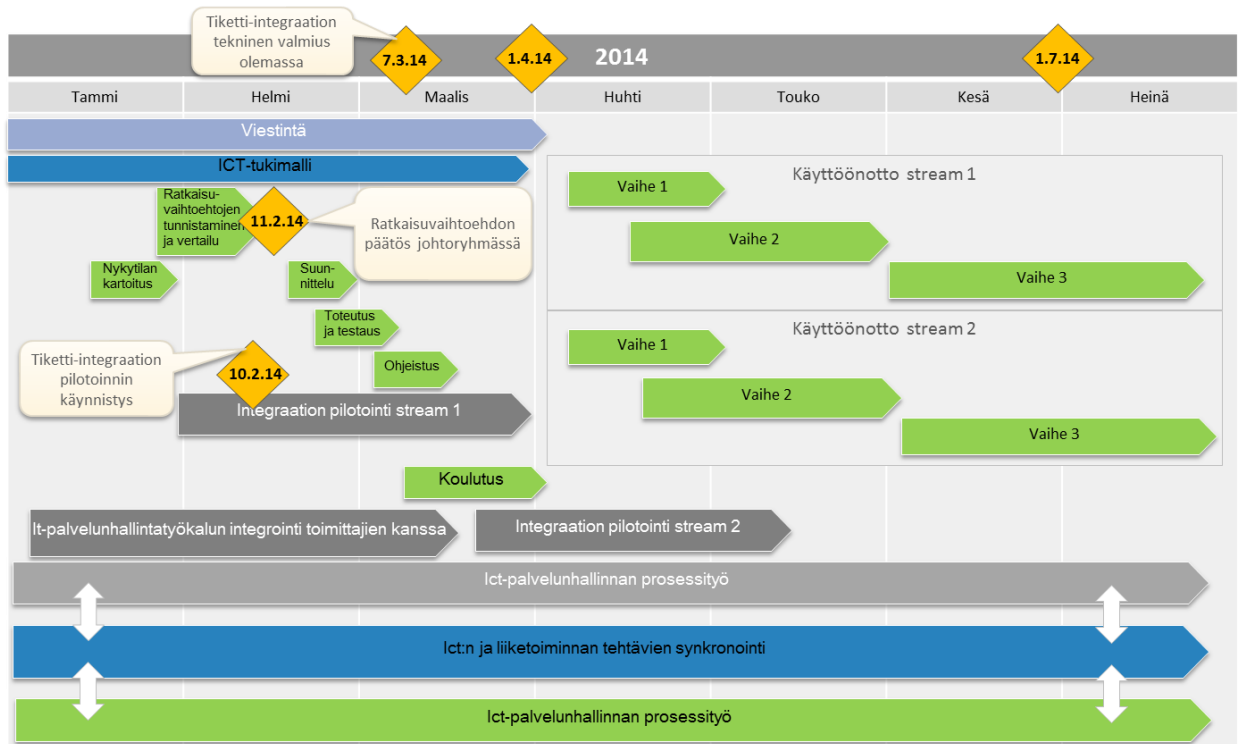 Tiketti-integraation
tekninen valmius
olemassa
7.3.14
1.4.14
2014
1.7.14
Tammi
Helmi
Maalis
Huhti
Touko
Kesä
Heinä
Viestintä
ICT-tukimalli
Ratkaisu-
vaihtoehtojen
tunnistaminen
ja vertailu
11.2.14
Ratkaisuvaihtoehdon
päätös johtoryhmässä
Nykytilan
kartoitus
Suun-
nittelu
Toteutus
ja testaus
Ohjeistus
Tiketti-integraation
pilotoinnin
käynnistys
10.2.14
Integraation pilotointi stream 1
Käyttöönotto stream 1
Vaihe 1
Vaihe 2
Vaihe 3
Käyttöönotto stream 2
Vaihe 1
Vaihe 2
Vaihe 3
Koulutus
It-palvelunhallintatyökalun integrointi toimittajien kanssa
Integraation pilotointi stream 2
Ict-palvelunhallinnan prosessityö
Ict:n ja liiketoiminnan tehtävien synkronointi
Ict-palvelunhallinnan prosessityö